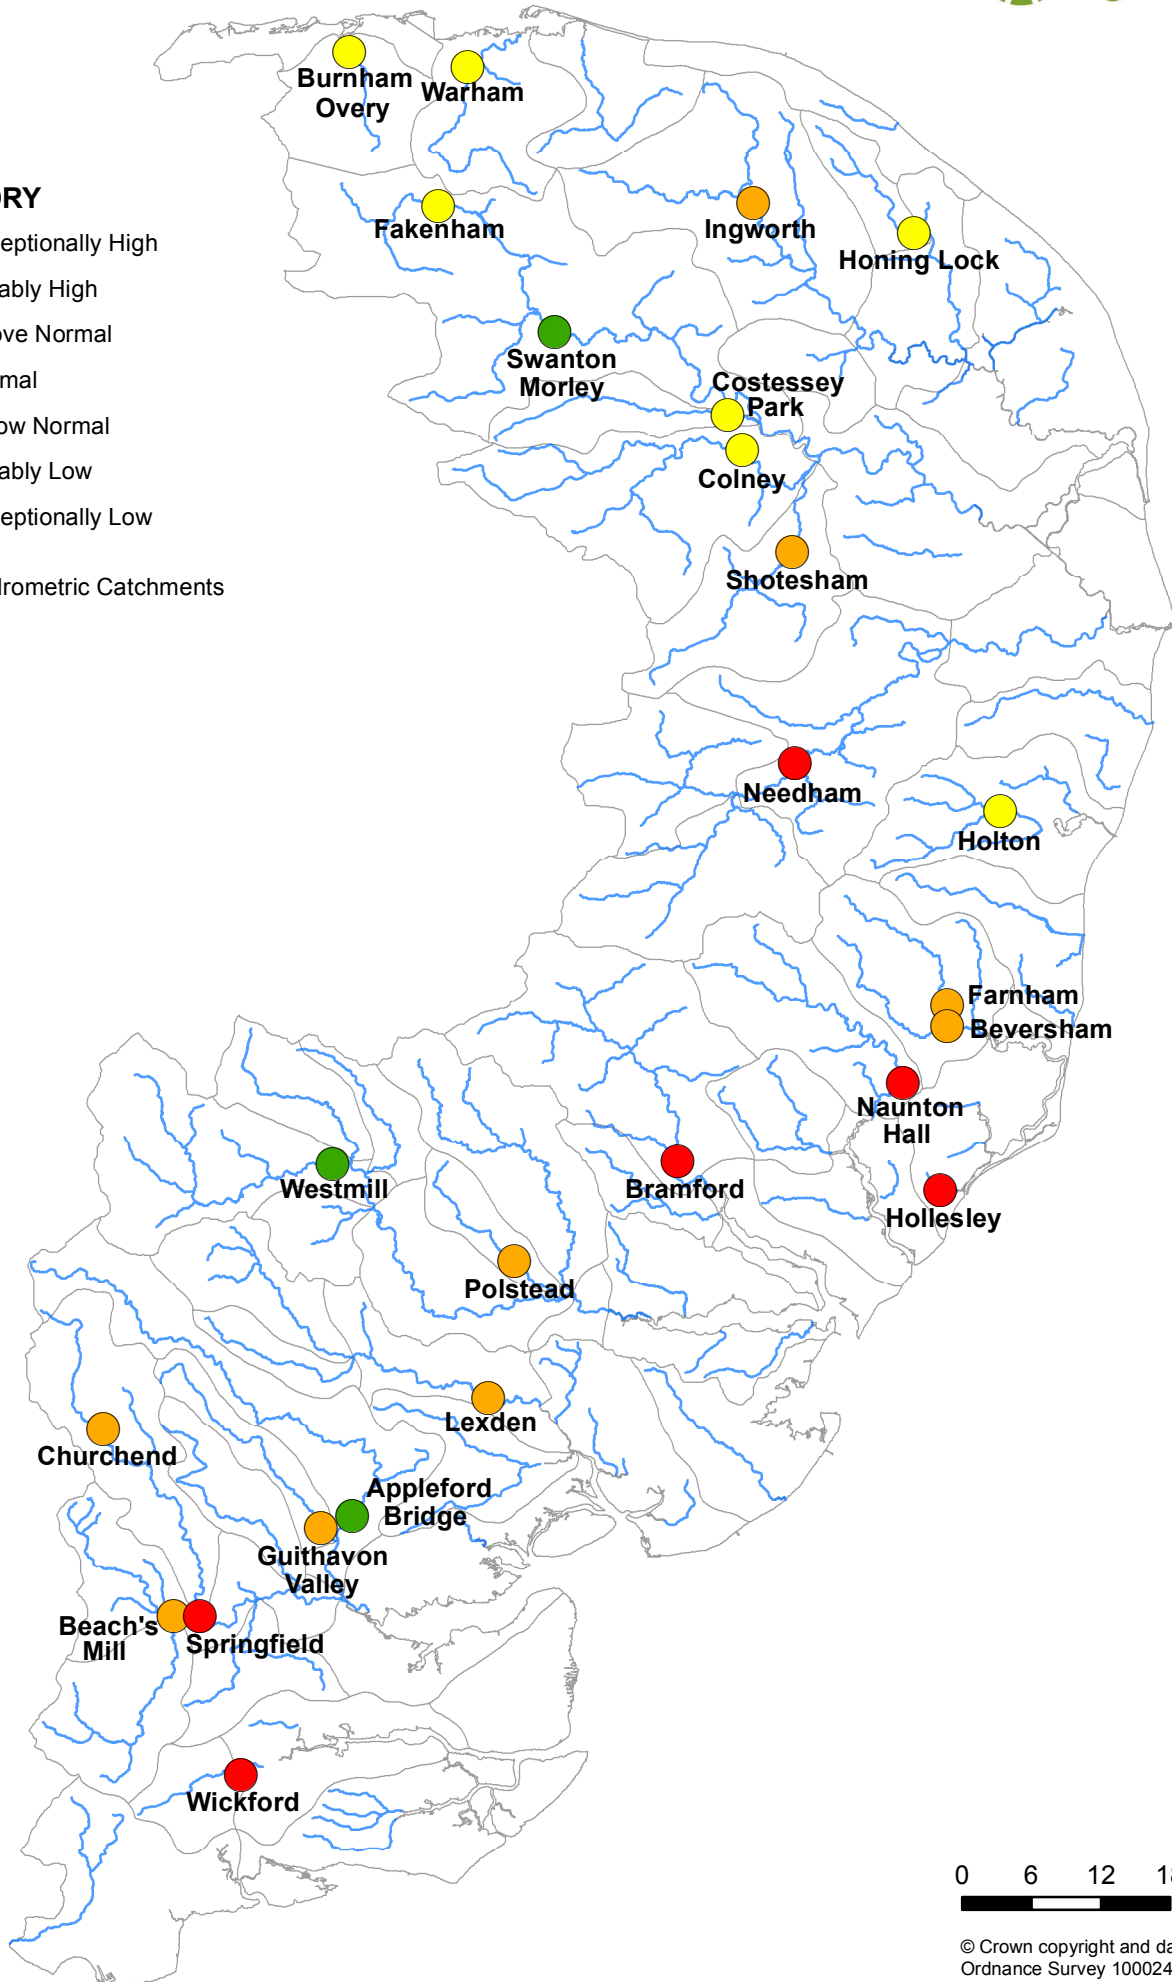 Burnham
Overy
Warham
ORY
eptionally High
ably High
ove Normal
mal
ow Normal
ably Low
eptionally Low
drometric Catchments
Fakenham
Ingworth
Honing Lock
Swanton
Morley
Costessey
Park
Colney
Shotesham
Needham
Holton
Farnham
Beversham
Naunton
Hall
Westmill
Bramford
Hollesley
Polstead
Lexden
Churchend
Appleford
Bridge
Guithavon
Valley
Beach's
Mill
Springfield
Wickford
0 6 12 18
© Crown copyright and da
Ordnance Survey 100024